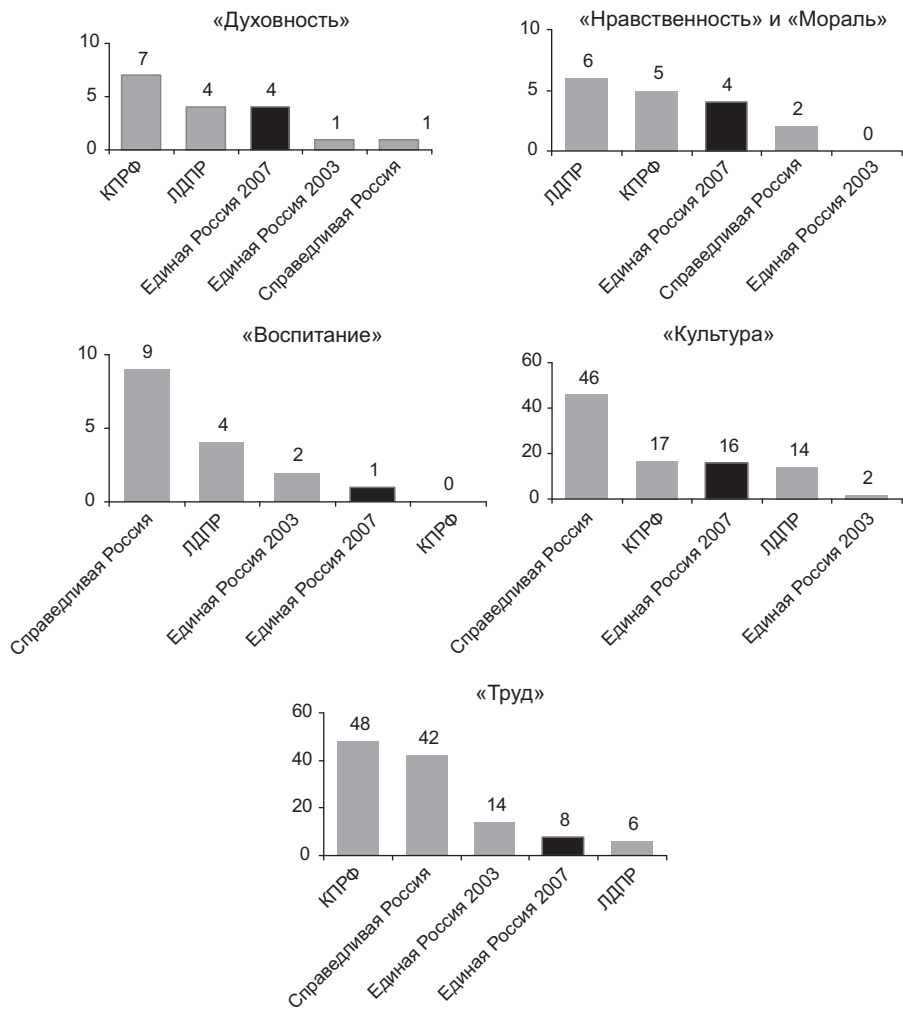 «Духовность»
10
5
0
7
4
4
1
1
КПРФ
ЛДПР
Единая Россия 2007
Единая Россия 2003
Справедливая Россия
«Нравственность» и «Мораль»
10
5
0
6
5
4
2
0
ЛДПР
КПРФ
Единая Россия 2007
Справедливая Россия
Единая Россия 2003
«Воспитание»
10
5
0
9
4
2
1
0
Справедливая Россия
ЛДПР
Единая Россия 2003
Единая Россия 2007
КПРФ
«Культура»
60
40
20
0
46
17
16
14
2
Справедливая Россия
КПРФ
Единая Россия 2007
ЛДПР
Единая Россия 2003
«Труд»
60
40
20
0
48
42
14
8
6
КПРФ
Справедливая Россия
Единая Россия 2003
Единая Россия 2007
ЛДПР